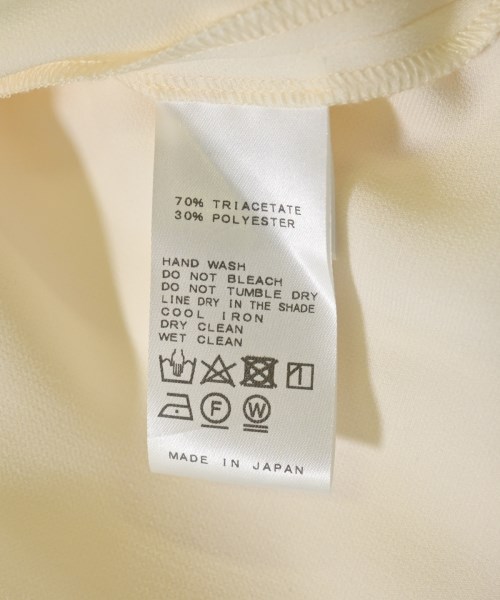 70% TRIACETATE
30% POLYESTER
HAND WASH
DO NOT BLEACH
DO NOT TUMBLE DRY
LINE DRY IN THE SHADE
COOL IRON
DRY CLEAN
WET CLEAN
F W
MADE IN JAPAN